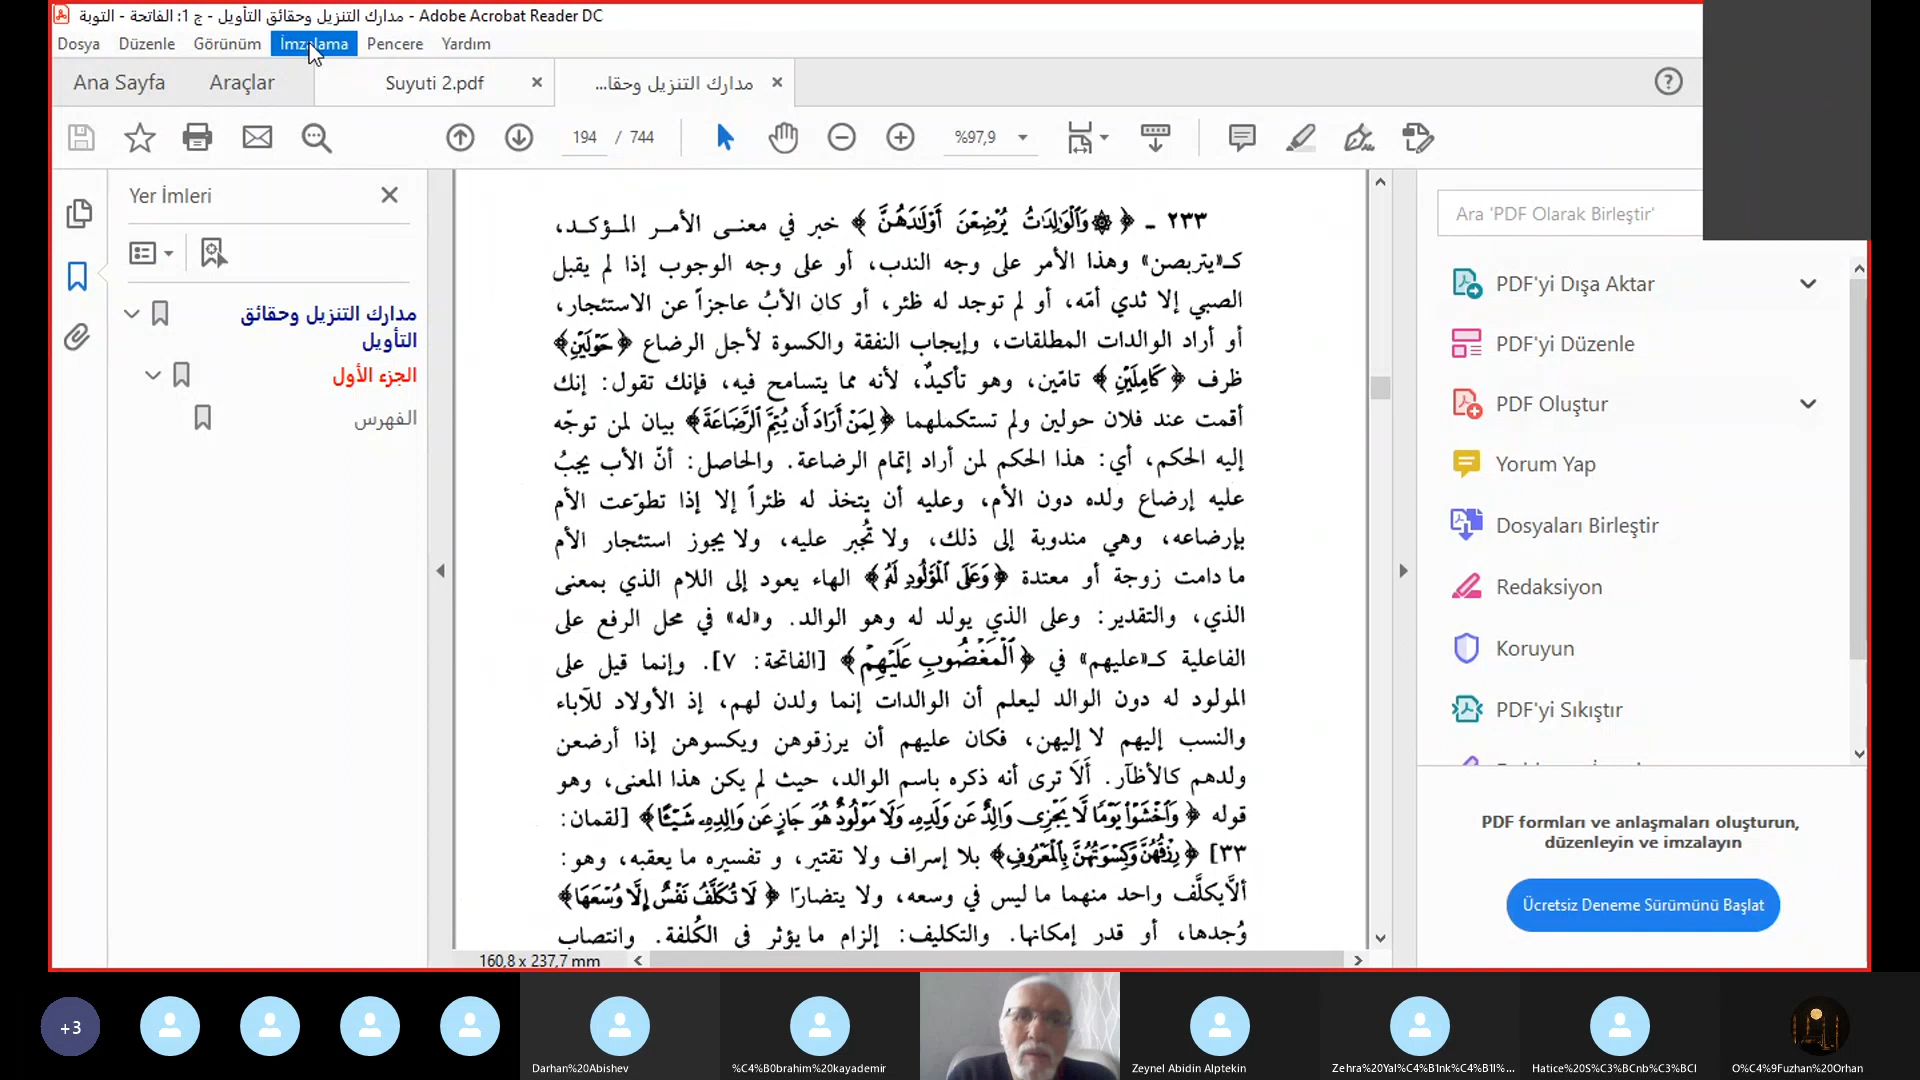 مدارك التنزيل وحقائق التأويل - ج 1: الفاتحة - التوبة - Adobe Acrobat Reader DC
Dosya Düzenle Görünüm İmzalama Pencere Yardım
Ana Sayfa Araçlar Suyuti 2.pdf مدارك التنزيل وحقا...
194 / 744 %97,9
Yer İmleri
مدارك التنزيل وحقائق
التأويل
الجزء الأول
الفهرس
٢٣٣ ـ ﴿ ۞ وَٱلْوَٰلِدَٰتُ يُرْضِعْنَ أَوْلَٰدَهُنَّ ﴾ خبر في معنى الأمر المؤكد،
كـ«يتربصن» وهذا الأمر على وجه الندب، أو على وجه الوجوب إذا لم يقبل
الصبي إلا ثدي أمّه، أو لم توجد له ظئر، أو كان الأبُ عاجزاً عن الاستئجار،
أو أراد الوالدات المطلقات، وإيجاب النفقة والكسوة لأجل الرضاع ﴿حَوْلَيْنِ﴾
ظرف ﴿ كَامِلَيْنِ ﴾ تامّين، وهو تأكيدٌ، لأنه مما يتسامح فيه، فإنك تقول: إنك
أقمت عند فلان حولين ولم تستكملهما ﴿ لِمَنْ أَرَادَ أَن يُتِمَّ ٱلرَّضَاعَةَ﴾ بيان لمن توجّه
إليه الحكم، أي: هذا الحكم لمن أراد إتمام الرضاعة. والحاصل: أنّ الأب يجبُ
عليه إرضاع ولده دون الأم، وعليه أن يتخذ له ظئراً إلا إذا تطوّعت الأم
بإرضاعه، وهي مندوبة إلى ذلك، ولا تُجبر عليه، ولا يجوز استئجار الأم
ما دامت زوجة أو معتدة ﴿وَعَلَى ٱلْمَوْلُودِ لَهُۥ﴾ الهاء يعود إلى اللام الذي بمعنى
الذي، والتقدير: وعلى الذي يولد له وهو الوالد. و«له» في محل الرفع على
الفاعلية كـ«عليهم» في ﴿ ٱلْمَغْضُوبِ عَلَيْهِمْ ﴾ [الفاتحة: ٧]. وإنما قيل على
المولود له دون الوالد ليعلم أن الوالدات إنما ولدن لهم، إذ الأولاد للآباء
والنسب إليهم لا إليهن، فكان عليهم أن يرزقوهن ويكسوهن إذا أرضعن
ولدهم كالأظآر. ألَا ترى أنه ذكره باسم الوالد، حيث لم يكن هذا المعنى، وهو
قوله ﴿ وَٱخْشَوْا۟ يَوْمًا لَّا يَجْزِى وَالِدٌ عَن وَلَدِهِۦ وَلَا مَوْلُودٌ هُوَ جَازٍ عَن وَالِدِهِۦ شَيْـًٔا﴾ [لقمان:
٣٣] ﴿ رِزْقُهُنَّ وَكِسْوَتُهُنَّ بِٱلْمَعْرُوفِ﴾ بلا إسراف ولا تقتير، و تفسيره ما يعقبه، وهو:
ألاَّ يكلَّف واحد منهما ما ليس في وسعه، ولا يتضارّا ﴿ لَا تُكَلَّفُ نَفْسٌ إِلَّا وُسْعَهَا﴾
وُجدها، أو قدر إمكانها. والتكليف: إلزام ما يؤثر في الكُلفة. وانتصاب
160,8 x 237,7 mm
Ara 'PDF Olarak Birleştir'
PDF'yi Dışa Aktar
PDF'yi Düzenle
PDF Oluştur
Yorum Yap
Dosyaları Birleştir
Redaksiyon
Koruyun
PDF'yi Sıkıştır
PDF formları ve anlaşmaları oluşturun,
düzenleyin ve imzalayın
Ücretsiz Deneme Sürümünü Başlat
+3
Darhan%20Abishev
%C4%B0brahim%20kayademir
Zeynel Abidin Alptekin
Zehra%20Yal%C4%B1nk%C4%B1l%...
Hatice%20S%C3%BCnb%C3%BCl
O%C4%9Fuzhan%20Orhan